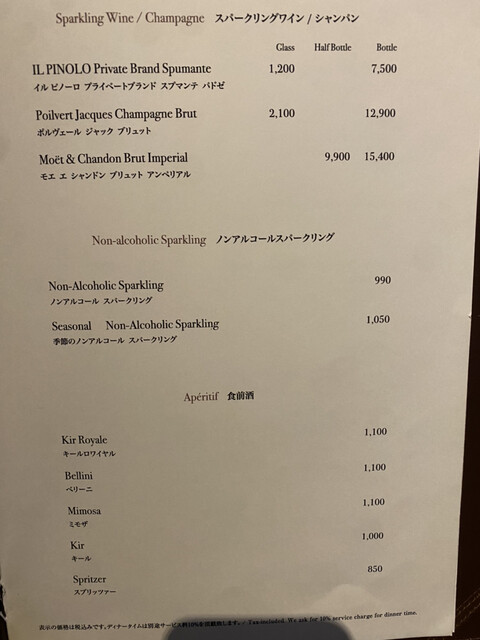 Sparkling Wine / Champagne スパークリングワイン / シャンパン
Glass Half Bottle Bottle
IL PINOLO Private Brand Spumante 1,200 7,500
イル ピノーロ プライベートブランド スプマンテ パドゼ
Poilvert Jacques Champagne Brut 2,100 12,900
ポルヴェール ジャック ブリュット
Moët & Chandon Brut Imperial 9,900 15,400
モエ エ シャンドン ブリュット アンペリアル
Non-alcoholic Sparkling ノンアルコールスパークリング
Non-Alcoholic Sparkling 990
ノンアルコール スパークリング
Seasonal Non-Alcoholic Sparkling 1,050
季節のノンアルコール スパークリング
Apéritif 食前酒
Kir Royale 1,100
キールロワイヤル
Bellini 1,100
ベリーニ
Mimosa 1,100
ミモザ
Kir 1,000
キール
Spritzer 850
スプリッツァー
表示の価格は税込みです。ディナータイムは別途サービス料10%を頂戴致します。 / Tax included. We ask for 10% service charge for dinner time.